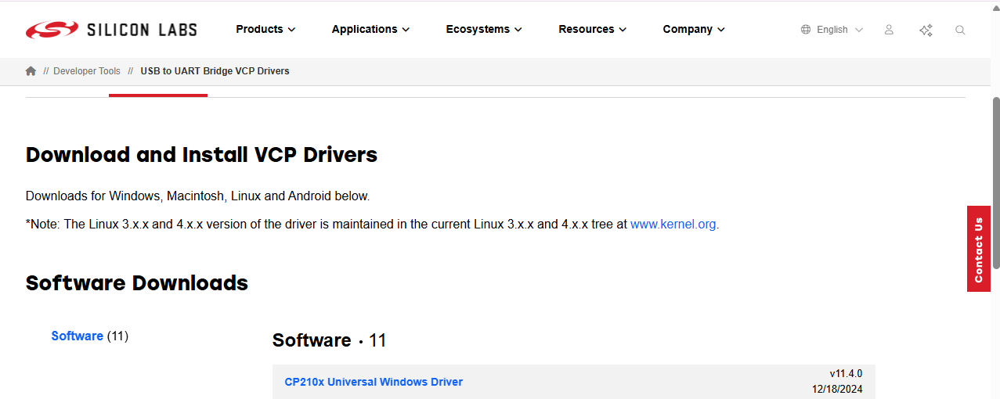 SILICON LABS Products Applications Ecosystems Resources Company English
// Developer Tools // USB to UART Bridge VCP Drivers
Download and Install VCP Drivers
Downloads for Windows, Macintosh, Linux and Android below.
*Note: The Linux 3.x.x and 4.x.x version of the driver is maintained in the current Linux 3.x.x and 4.x.x tree at www.kernel.org.
Contact Us
Software Downloads
Software (11)
Software · 11
CP210x Universal Windows Driver
v11.4.0
12/18/2024